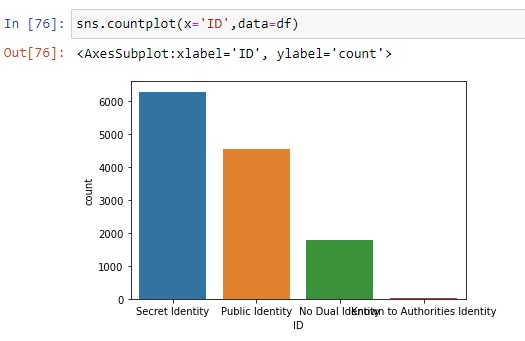 In [76]: sns.countplot(x='ID',data=df)
Out[76]: <AxesSubplot:xlabel='ID', ylabel='count'>
6000
5000
4000
3000
2000
1000
0
count
Secret Identity Public Identity No Dual Identity Known to Authorities Identity
ID